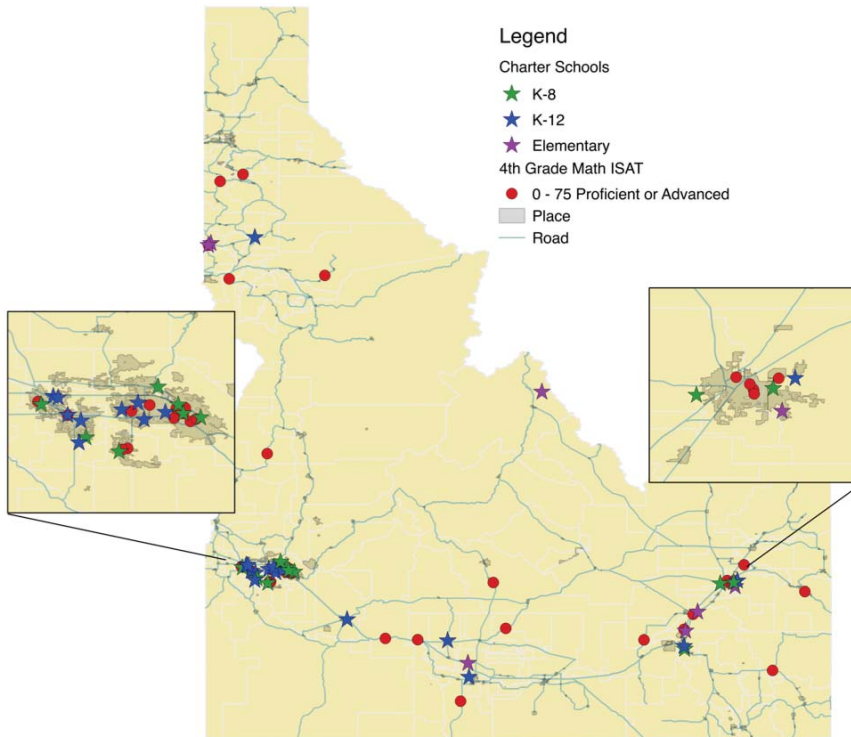 Legend
Charter Schools
K-8
K-12
Elementary
4th Grade Math ISAT
0 - 75 Proficient or Advanced
Place
Road